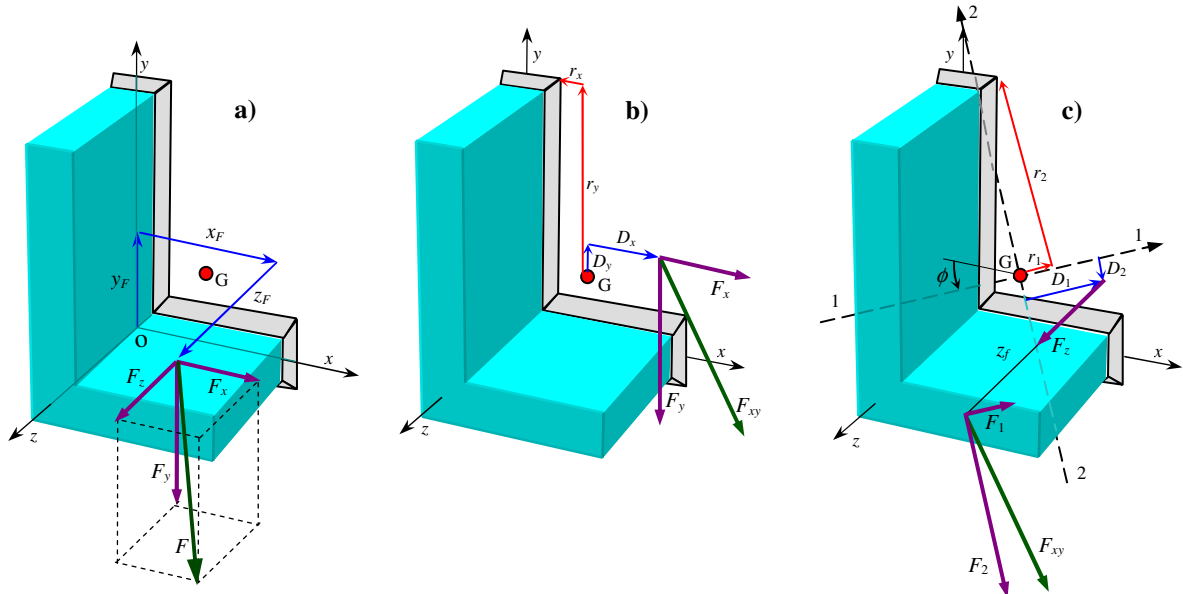 a)
y
x_F
y_F
G
z_F
O
x
F_z
F_x
z
F_y
F
b)
y
r_x
r_y
D_x
D_y
G
F_x
x
F_y
F_xy
z
c)
2
y
r_2
1
G
r_1
D_2
D_1
ϕ
1
F_z
z_f
x
F_1
z
2
F_xy
F_2